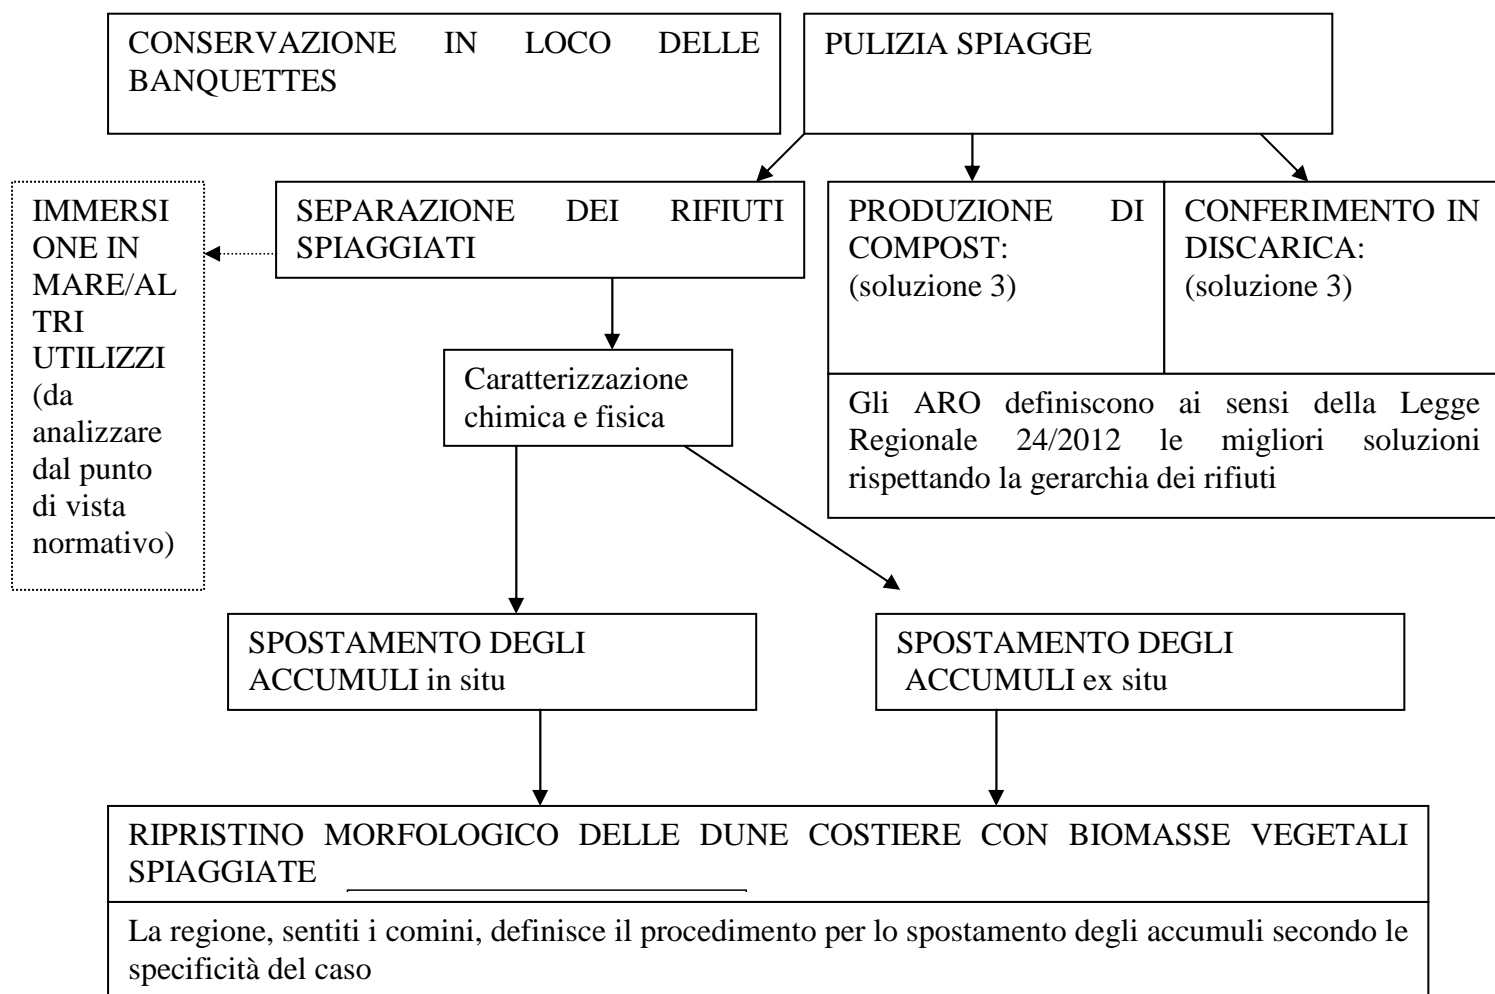 CONSERVAZIONE IN LOCO DELLE
BANQUETTES
PULIZIA SPIAGGE
IMMERSI
ONE IN
MARE/AL
TRI
UTILIZZI
(da
analizzare
dal punto
di vista
normativo)
SEPARAZIONE DEI RIFIUTI
SPIAGGIATI
PRODUZIONE DI
COMPOST:
(soluzione 3)
CONFERIMENTO IN
DISCARICA:
(soluzione 3)
Caratterizzazione
chimica e fisica
Gli ARO definiscono ai sensi della Legge
Regionale 24/2012 le migliori soluzioni
rispettando la gerarchia dei rifiuti
SPOSTAMENTO DEGLI
ACCUMULI in situ
SPOSTAMENTO DEGLI
ACCUMULI ex situ
RIPRISTINO MORFOLOGICO DELLE DUNE COSTIERE CON BIOMASSE VEGETALI
SPIAGGIATE
La regione, sentiti i comini, definisce il procedimento per lo spostamento degli accumuli secondo le
specificità del caso